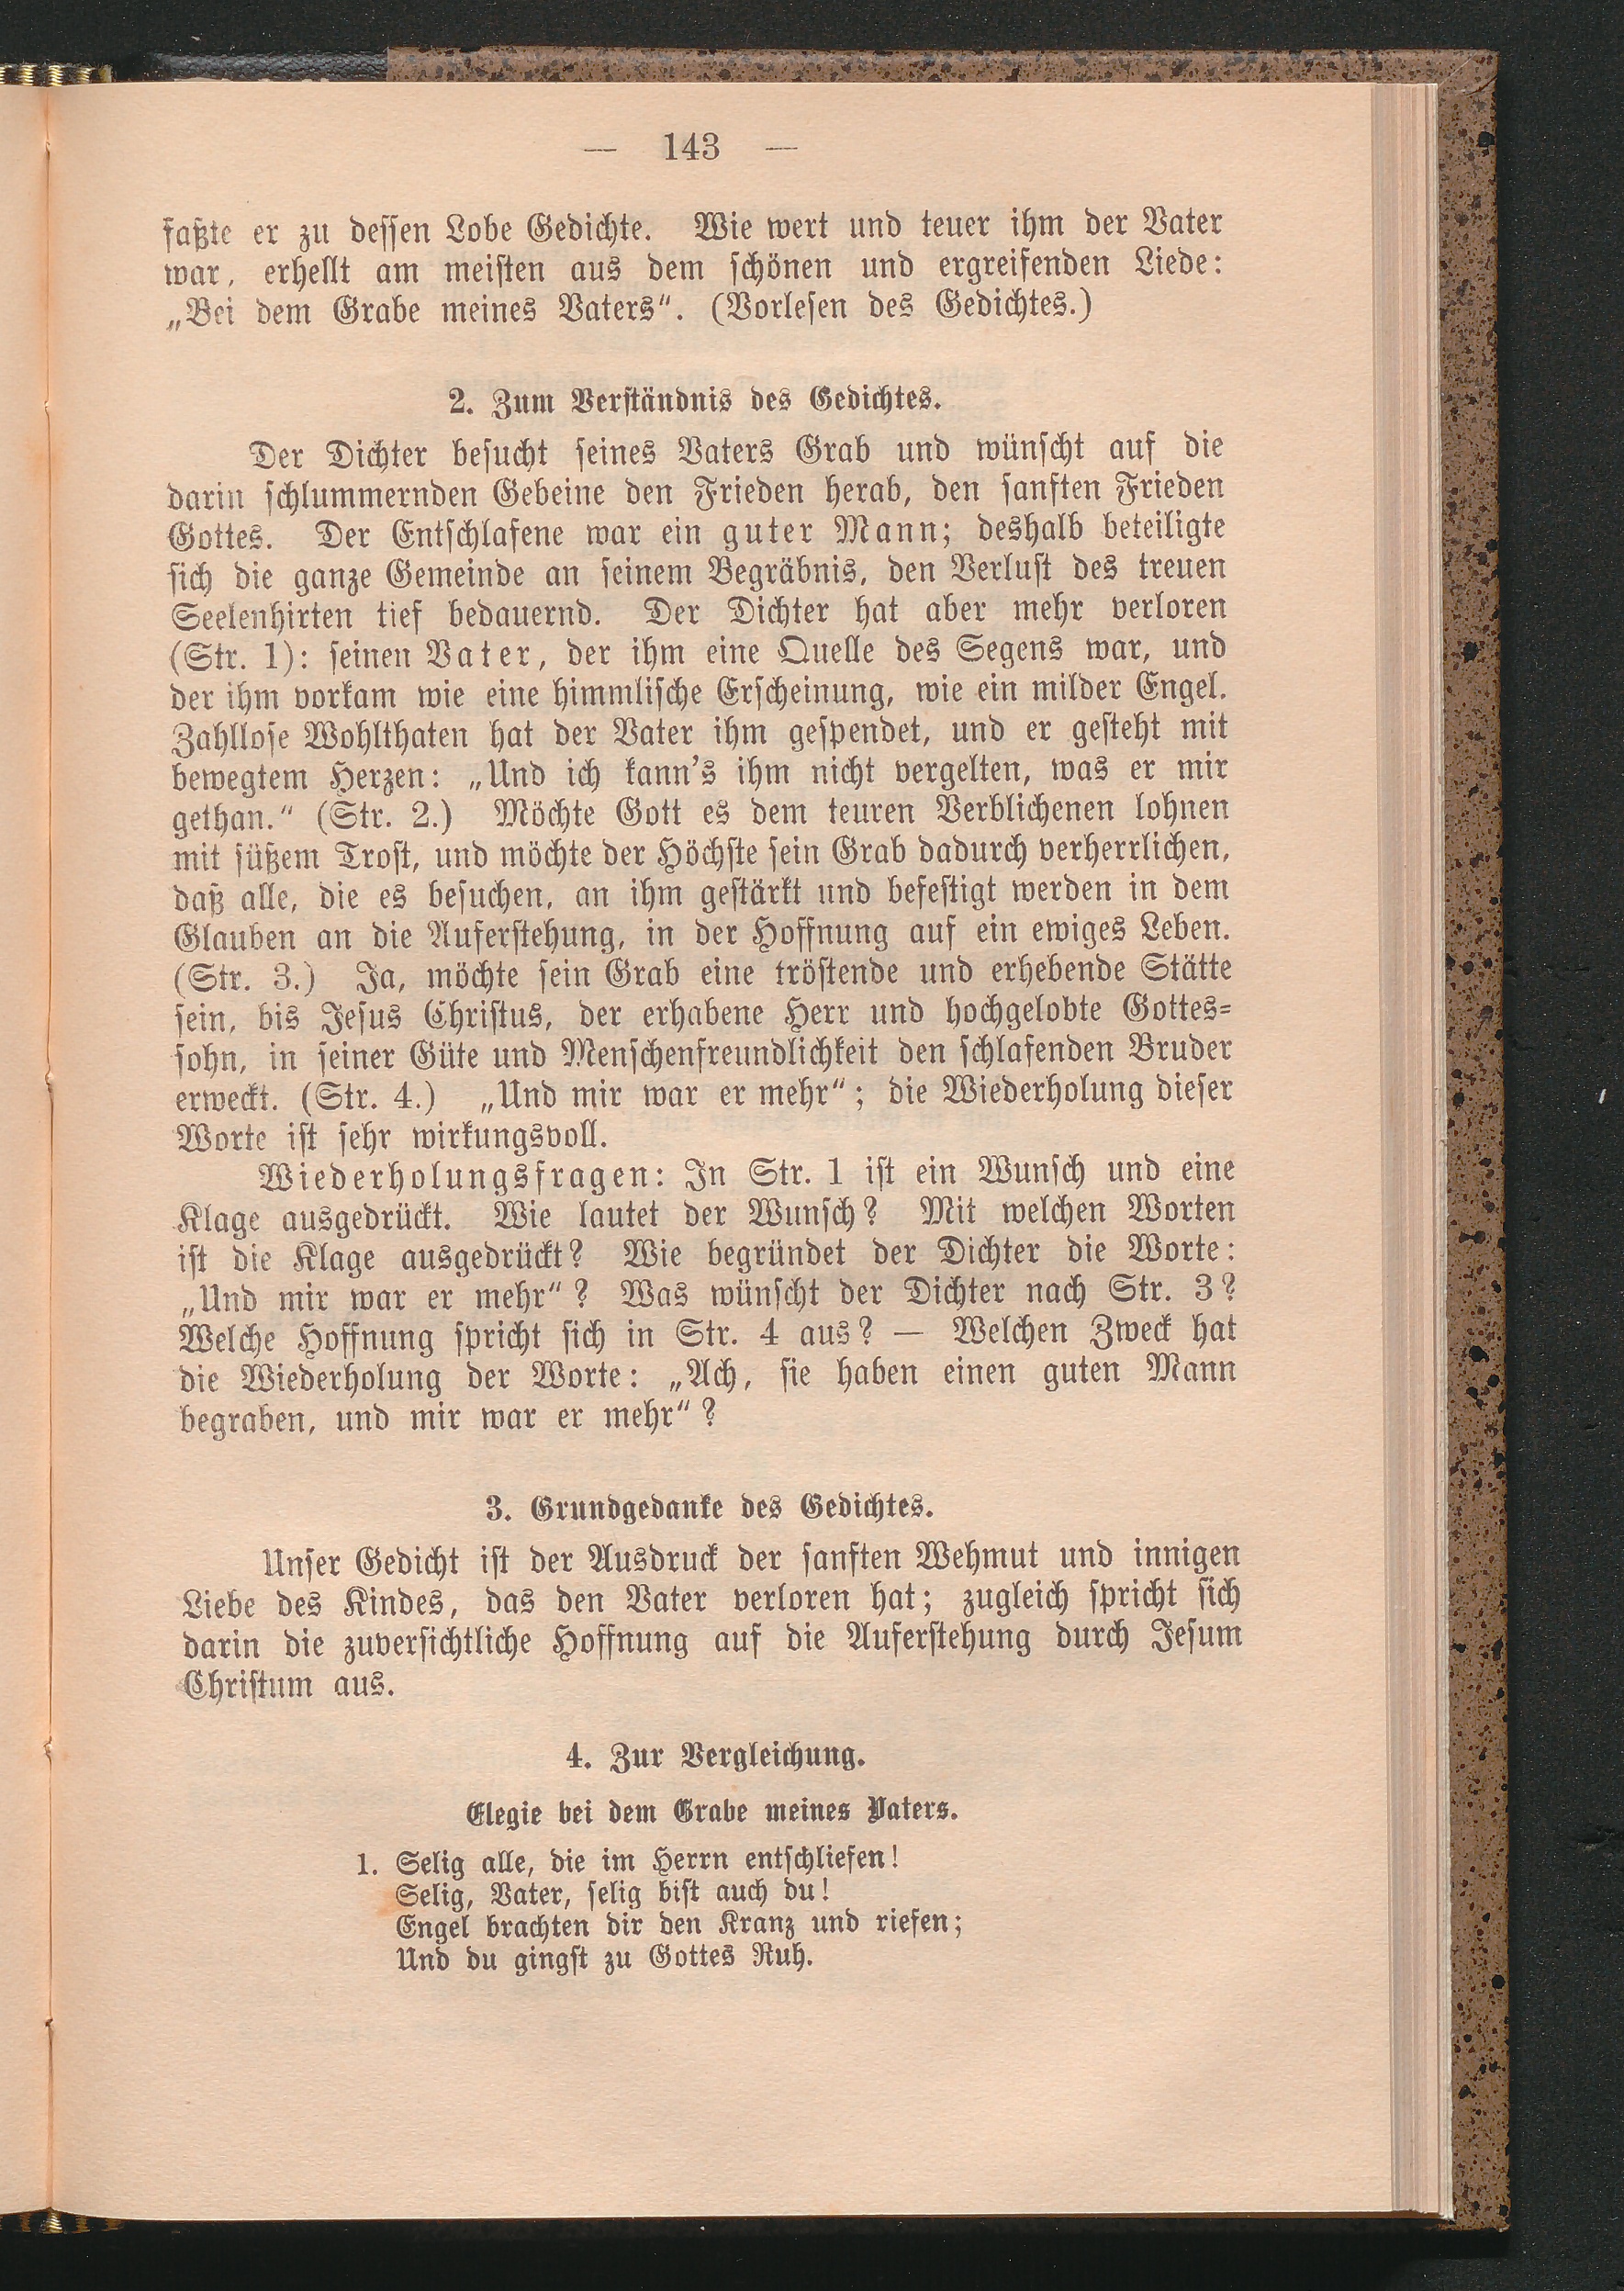 — 143 —
faßte er zu dessen Lobe Gedichte. Wie wert und teuer ihm der Vater
war, erhellt am meisten aus dem schönen und ergreifenden Liede:
„Bei dem Grabe meines Vaters“. (Vorlesen des Gedichtes.)
2. Zum Verständnis des Gedichtes.
Der Dichter besucht seines Vaters Grab und wünscht auf die
darin schlummernden Gebeine den Frieden herab, den sanften Frieden
Gottes. Der Entschlafene war ein guter Mann; deshalb beteiligte
sich die ganze Gemeinde an seinem Begräbnis, den Verlust des treuen
Seelenhirten tief bedauernd. Der Dichter hat aber mehr verloren
(Str. 1): seinen Vater, der ihm eine Quelle des Segens war, und
der ihm vorkam wie eine himmlische Erscheinung, wie ein milder Engel.
Zahllose Wohlthaten hat der Vater ihm gespendet, und er gesteht mit
bewegtem Herzen: „Und ich kann's ihm nicht vergelten, was er mir
gethan.“ (Str. 2.) Möchte Gott es dem teuren Verblichenen lohnen
mit süßem Trost, und möchte der Höchste sein Grab dadurch verherrlichen,
daß alle, die es besuchen, an ihm gestärkt und befestigt werden in dem
Glauben an die Auferstehung, in der Hoffnung auf ein ewiges Leben.
(Str. 3.) Ja, möchte sein Grab eine tröstende und erhebende Stätte
sein, bis Jesus Christus, der erhabene Herr und hochgelobte Gottes-
sohn, in seiner Güte und Menschenfreundlichkeit den schlafenden Bruder
erweckt. (Str. 4.) „Und mir war er mehr“; die Wiederholung dieser
Worte ist sehr wirkungsvoll.
Wiederholungsfragen: In Str. 1 ist ein Wunsch und eine
Klage ausgedrückt. Wie lautet der Wunsch? Mit welchen Worten
ist die Klage ausgedrückt? Wie begründet der Dichter die Worte:
„Und mir war er mehr“? Was wünscht der Dichter nach Str. 3?
Welche Hoffnung spricht sich in Str. 4 aus? — Welchen Zweck hat
die Wiederholung der Worte: „Ach, sie haben einen guten Mann
begraben, und mir war er mehr“?
3. Grundgedanke des Gedichtes.
Unser Gedicht ist der Ausdruck der sanften Wehmut und innigen
Liebe des Kindes, das den Vater verloren hat; zugleich spricht sich
darin die zuversichtliche Hoffnung auf die Auferstehung durch Jesum
Christum aus.
4. Zur Vergleichung.
Elegie bei dem Grabe meines Vaters.
1. Selig alle, die im Herrn entschliefen!
Selig, Vater, selig bist auch du!
Engel brachten dir den Kranz und riefen;
Und du gingst zu Gottes Ruh.